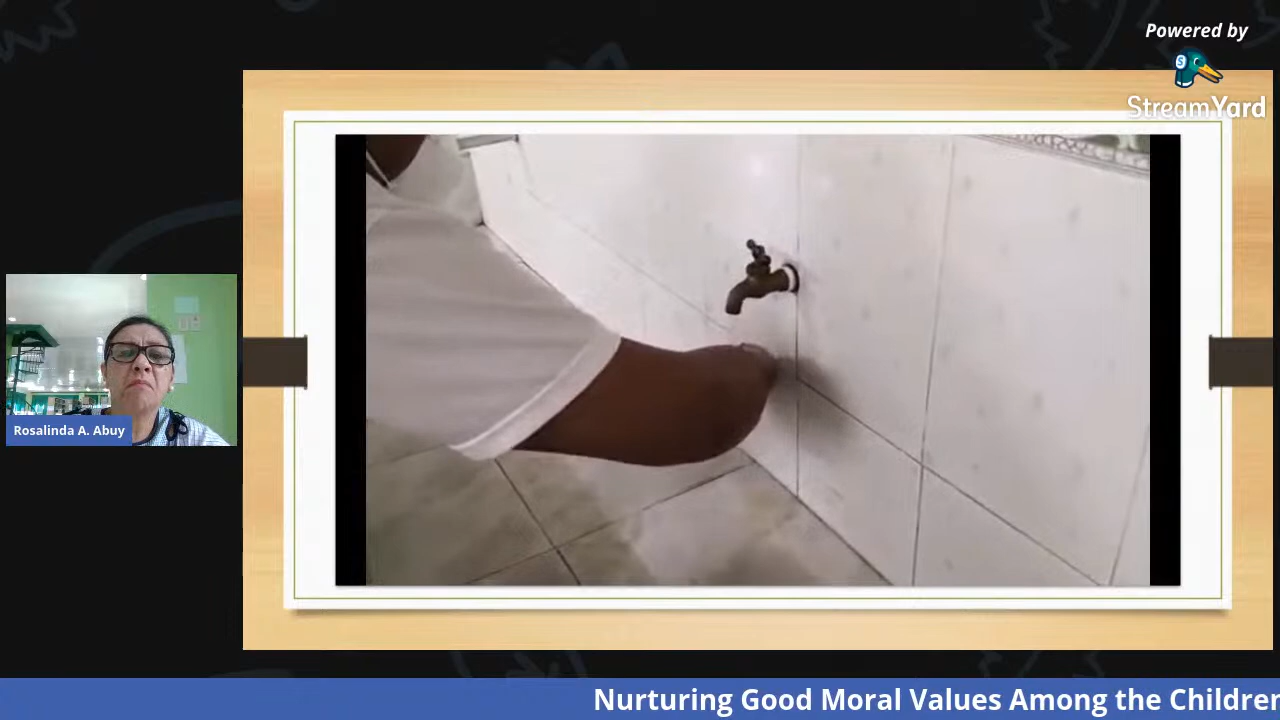 Powered by
StreamYard
Rosalinda A. Abuy
Nurturing Good Moral Values Among the Children